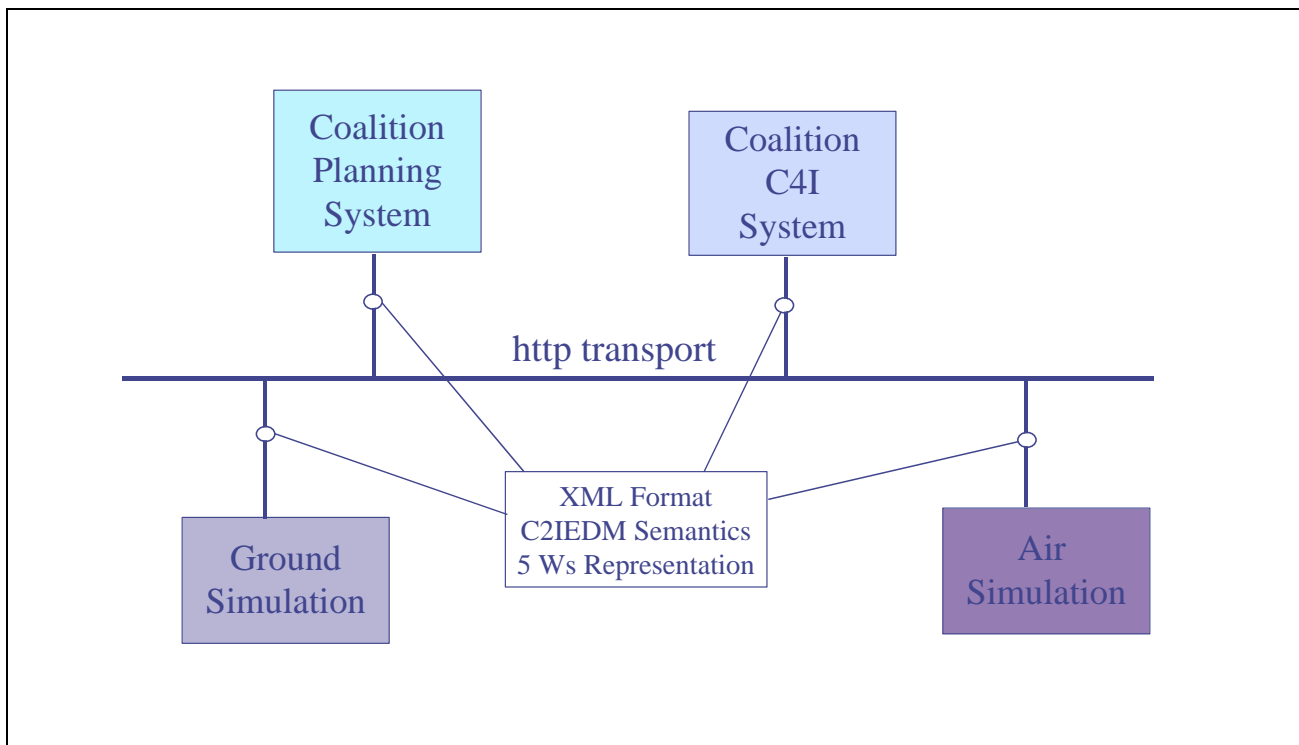 Coalition
Planning
System
Coalition
C4I
System
http transport
XML Format
C2IEDM Semantics
5 Ws Representation
Ground
Simulation
Air
Simulation